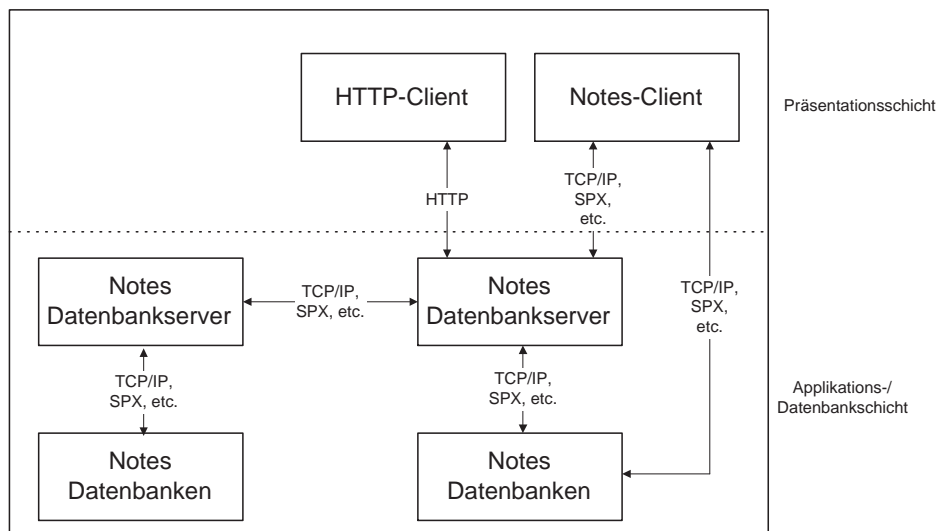 HTTP-Client
Notes-Client
Präsentationsschicht
HTTP
TCP/IP,
SPX,
etc.
Notes
Datenbankserver
TCP/IP,
SPX, etc.
Notes
Datenbankserver
TCP/IP,
SPX,
etc.
TCP/IP,
SPX, etc.
TCP/IP,
SPX, etc.
Applikations-/
Datenbankschicht
Notes
Datenbanken
Notes
Datenbanken